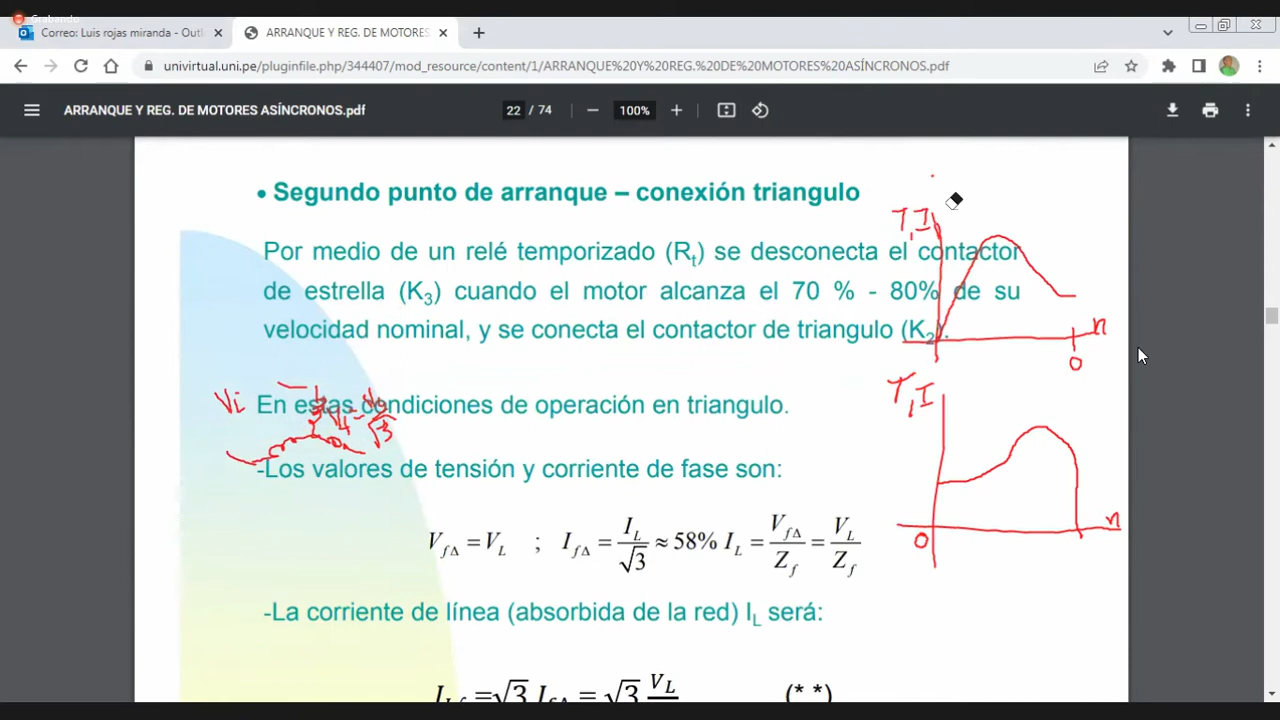 Grabando
Correo: Luis rojas miranda - Outl
ARRANQUE Y REG. DE MOTORES
univirtual.uni.pe/pluginfile.php/344407/mod_resource/content/1/ARRANQUE%20Y%20REG.%20DE%20MOTORES%20ASÍNCRONOS.pdf
ARRANQUE Y REG. DE MOTORES ASÍNCRONOS.pdf
22 / 74
100%
• Segundo punto de arranque – conexión triangulo
T, I
Por medio de un relé temporizado (Rt) se desconecta el contactor
de estrella (K3) cuando el motor alcanza el 70 % - 80% de su
velocidad nominal, y se conecta el contactor de triangulo (K2).
n
0
T, I
Vi
En estas condiciones de operación en triangulo.
-Los valores de tensión y corriente de fase son:
VfΔ = VL ; IfΔ = IL/√3 ≈ 58% IL = VfΔ/Zf = VL/Zf
n
0
-La corriente de línea (absorbida de la red) IL será:
= √3 IfΔ = √3 VL (* *)